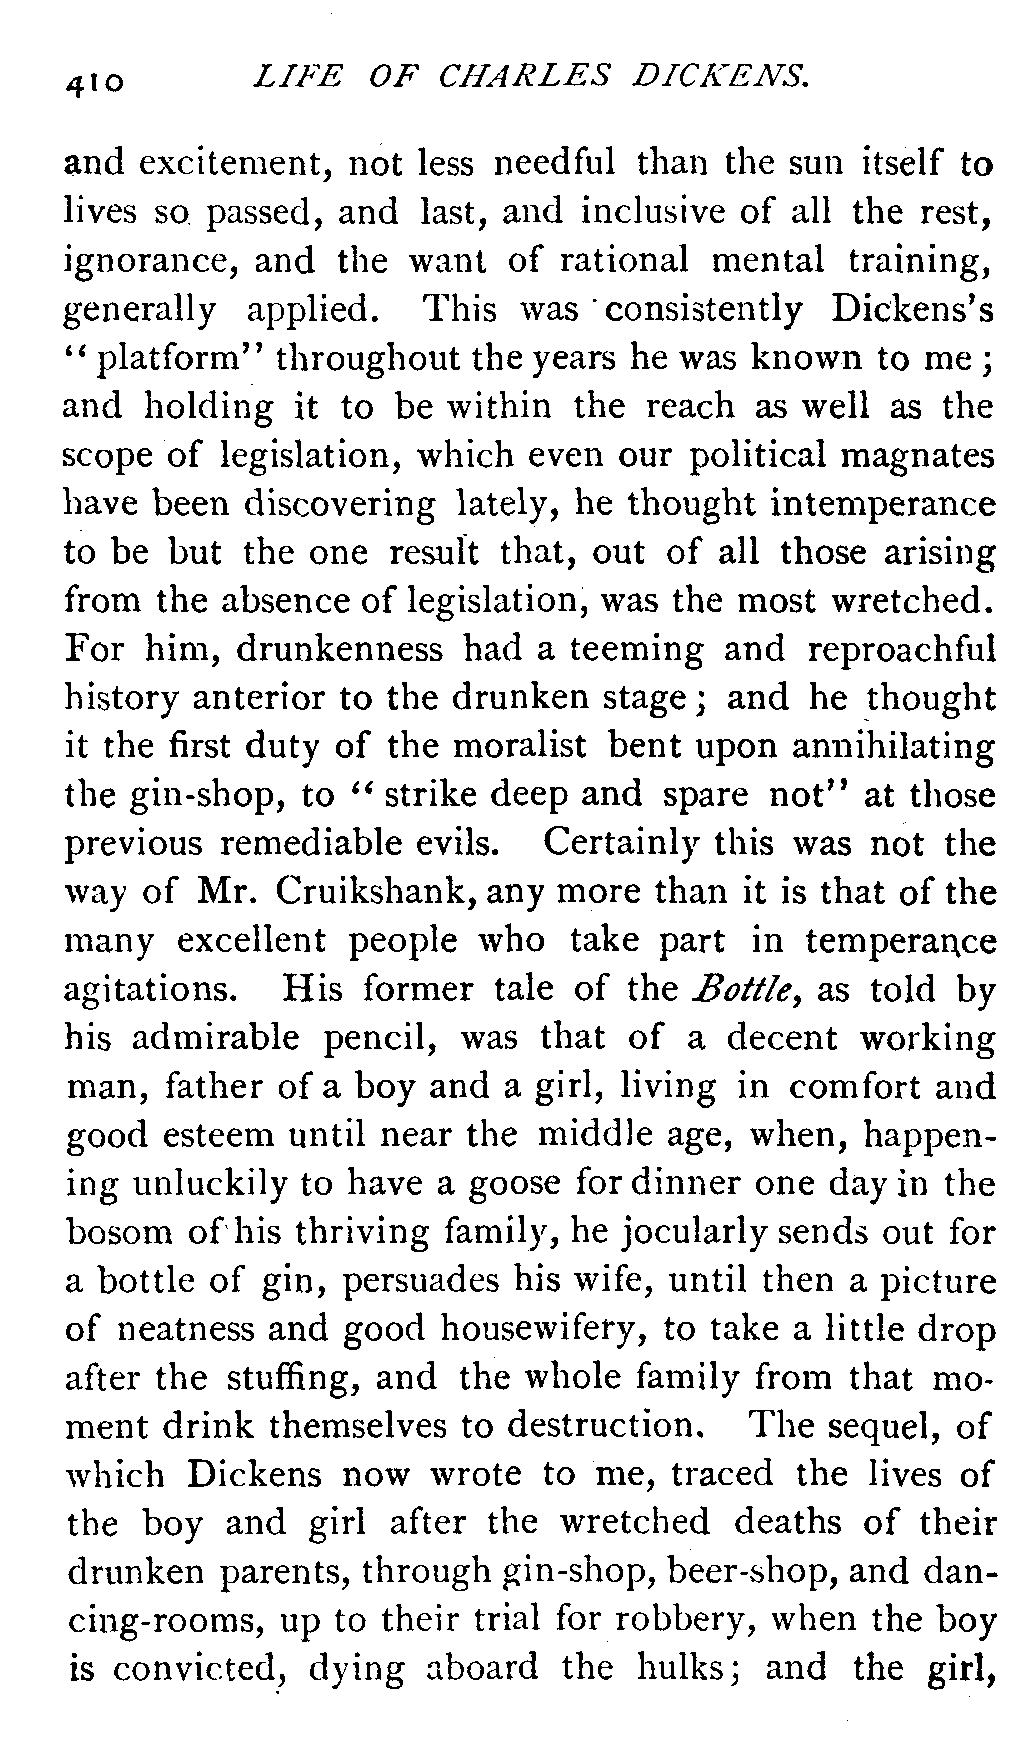 410 LIFE OF CHARLES DICKENS.
and excitement, not less needful than the sun itself to
lives so passed, and last, and inclusive of all the rest,
ignorance, and the want of rational mental training,
generally applied. This was consistently Dickens's
“platform” throughout the years he was known to me;
and holding it to be within the reach as well as the
scope of legislation, which even our political magnates
have been discovering lately, he thought intemperance
to be but the one result that, out of all those arising
from the absence of legislation, was the most wretched.
For him, drunkenness had a teeming and reproachful
history anterior to the drunken stage; and he thought
it the first duty of the moralist bent upon annihilating
the gin-shop, to “strike deep and spare not” at those
previous remediable evils. Certainly this was not the
way of Mr. Cruikshank, any more than it is that of the
many excellent people who take part in temperance
agitations. His former tale of the Bottle, as told by
his admirable pencil, was that of a decent working
man, father of a boy and a girl, living in comfort and
good esteem until near the middle age, when, happen-
ing unluckily to have a goose for dinner one day in the
bosom of his thriving family, he jocularly sends out for
a bottle of gin, persuades his wife, until then a picture
of neatness and good housewifery, to take a little drop
after the stuffing, and the whole family from that mo-
ment drink themselves to destruction. The sequel, of
which Dickens now wrote to me, traced the lives of
the boy and girl after the wretched deaths of their
drunken parents, through gin-shop, beer-shop, and dan-
cing-rooms, up to their trial for robbery, when the boy
is convicted, dying aboard the hulks; and the girl,